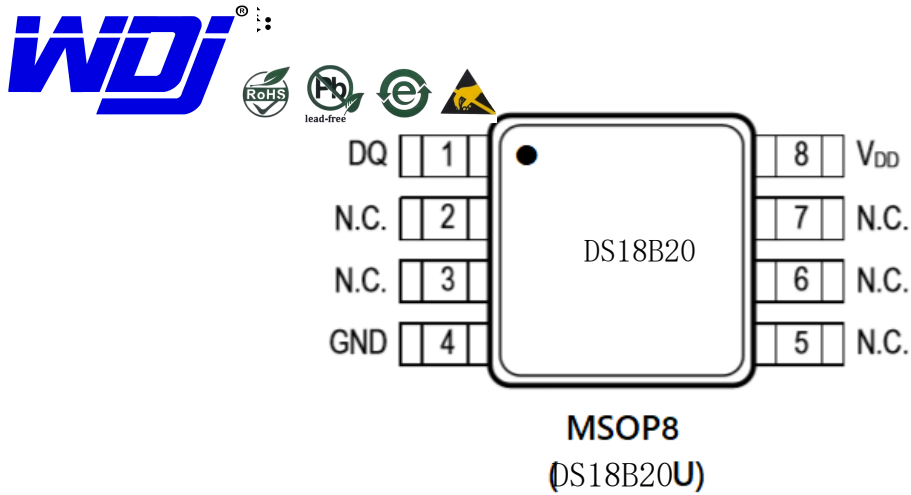 WDJ®
RoHS
Pb
e
lead-free
DQ 1 8 VDD
N.C. 2 7 N.C.
DS18B20
N.C. 3 6 N.C.
GND 4 5 N.C.
MSOP8
(DS18B20U)